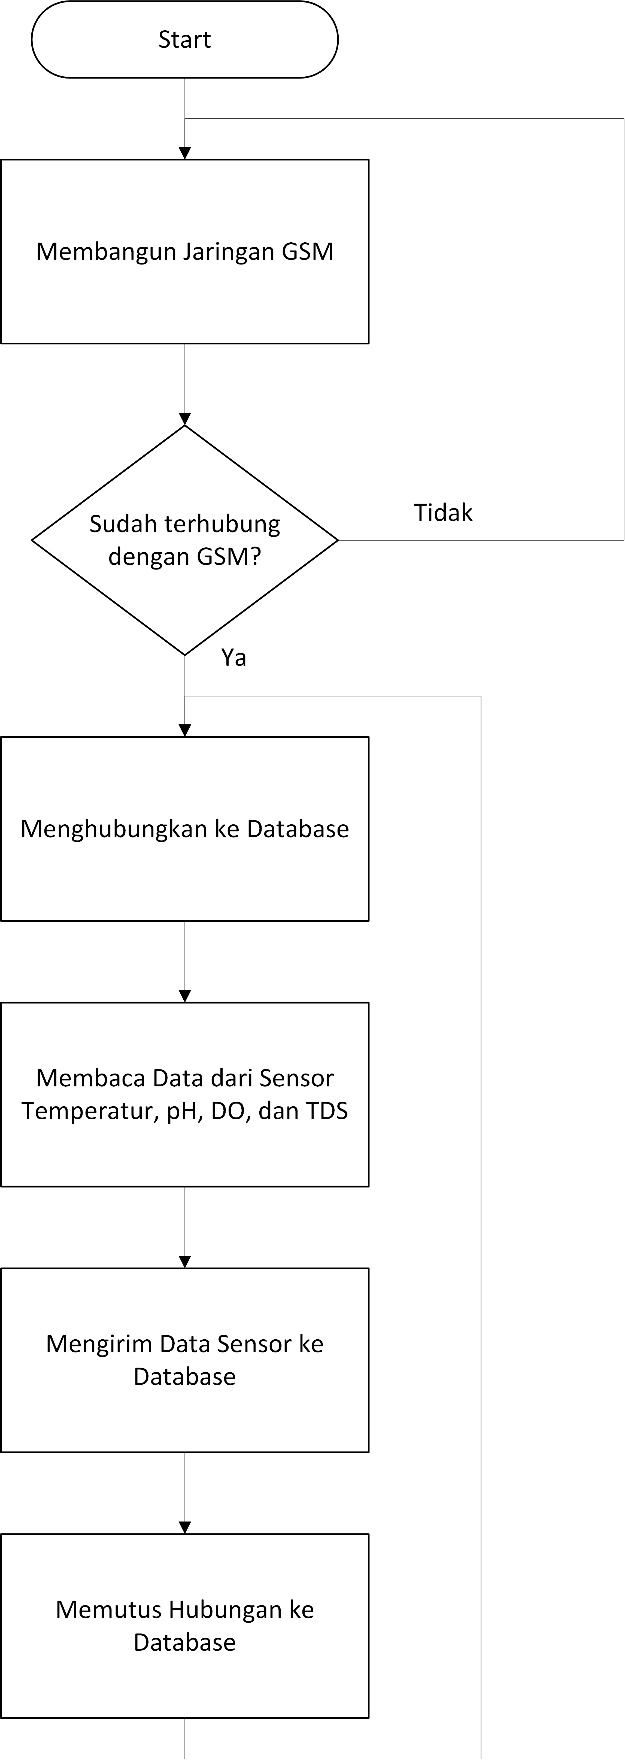 Start
Membangun Jaringan GSM
Sudah terhubung
dengan GSM?
Tidak
Ya
Menghubungkan ke Database
Membaca Data dari Sensor
Temperatur, pH, DO, dan TDS
Mengirim Data Sensor ke
Database
Memutus Hubungan ke
Database